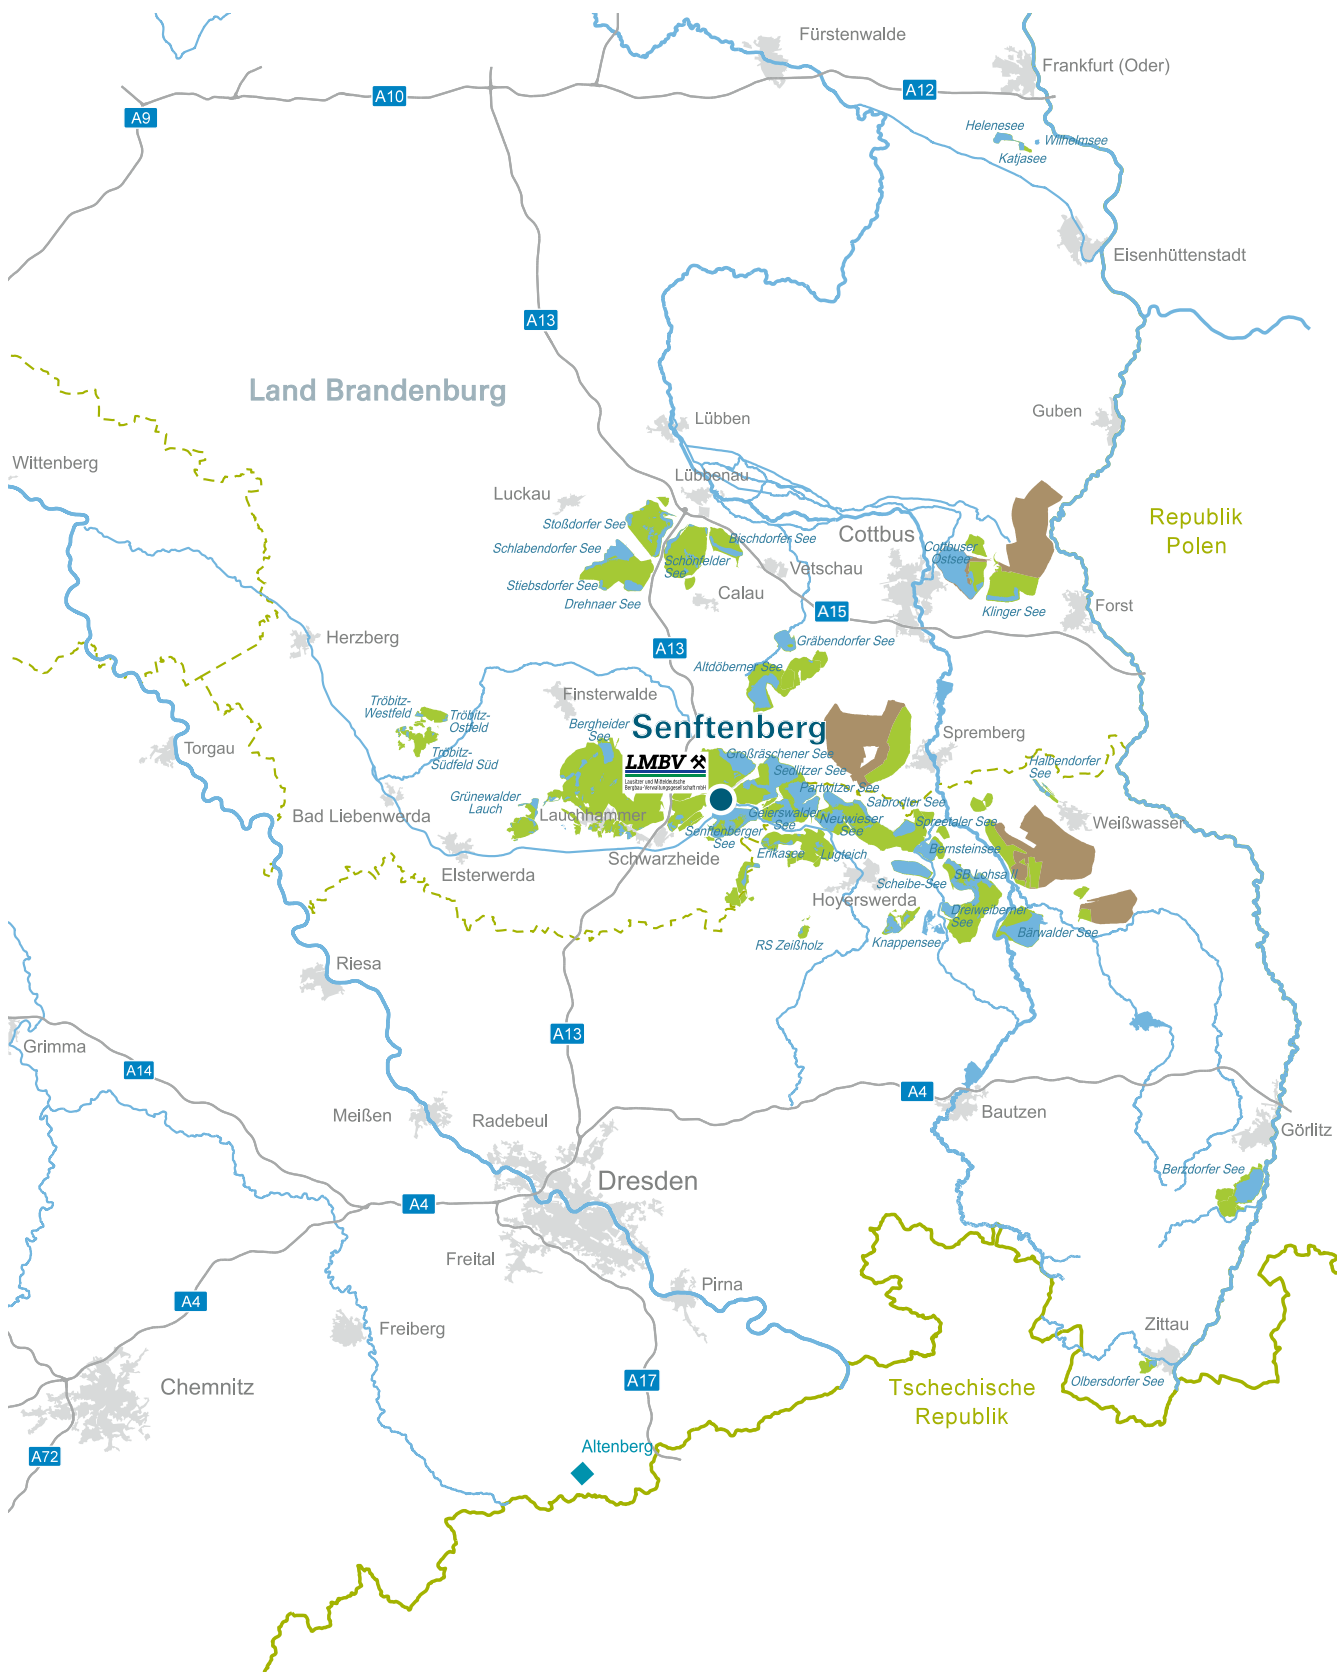 Fürstenwalde
Frankfurt (Oder)
A10
A12
A9
Helenesee
Wilhelmsee
Katjasee
Eisenhüttenstadt
A13
Land Brandenburg
Lübben
Guben
Wittenberg
Lübbenau
Luckau
Republik
Polen
Stoßdorfer See
Bischdorfer See
Cottbus
Cottbuser
Ostsee
Schlabendorfer See
Schönfelder
See
Vetschau
Stiebsdorfer See
Calau
Drehnaer See
A15
Klinger See
Forst
Herzberg
A13
Gräbendorfer See
Altdöberner See
Finsterwalde
Tröbitz-
Westfeld
Tröbitz-
Ostfeld
Tröbitz-
Südfeld Süd
Torgau
Bergheider
See
Senftenberg
LMBV
Lausitzer und Mitteldeutsche
Bergbau-Verwaltungsgesellschaft mbH
Großräschener See
Sedlitzer See
Partwitzer See
Spremberg
Halbendorfer
See
Sabrodter See
Grünewalder
Lauch
Bad Liebenwerda
Lauchhammer
Geierswalder
See
Neuwieser
See
Spreetaler See
Weißwasser
Senftenberger
See
Schwarzheide
Elsterwerda
Erikasee
Lugteich
Bernsteinsee
Scheibe-See
SB Lohsa II
Hoyerswerda
Dreiweiberner
See
Bärwalder See
RS Zeißholz
Knappensee
Riesa
A13
Grimma
A14
A4
Bautzen
Meißen
Radebeul
Görlitz
Berzdorfer See
Dresden
A4
Freital
Pirna
A4
Freiberg
Zittau
Olbersdorfer See
A17
Tschechische
Republik
Chemnitz
A72
Altenberg